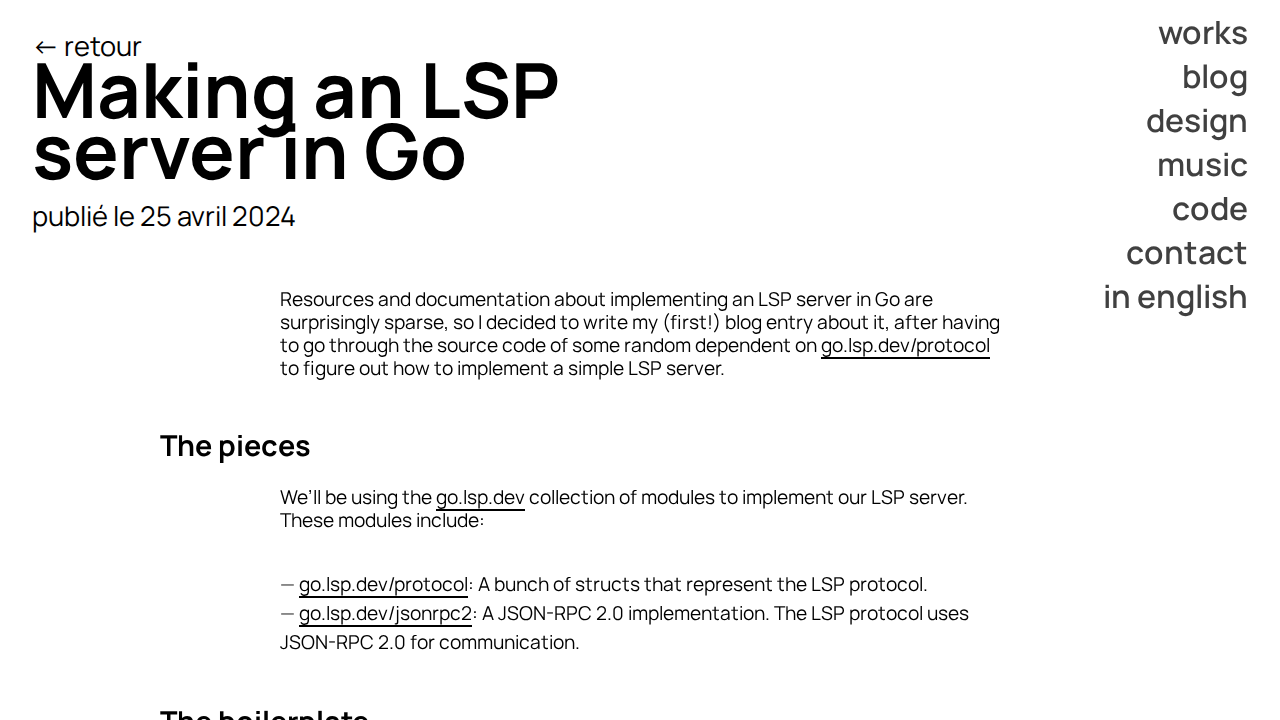 ← retour
Making an LSP
server in Go
publié le 25 avril 2024
works
blog
design
music
code
contact
in english
Resources and documentation about implementing an LSP server in Go are
surprisingly sparse, so I decided to write my (first!) blog entry about it, after having
to go through the source code of some random dependent on go.lsp.dev/protocol
to figure out how to implement a simple LSP server.
The pieces
We'll be using the go.lsp.dev collection of modules to implement our LSP server.
These modules include:
— go.lsp.dev/protocol: A bunch of structs that represent the LSP protocol.
— go.lsp.dev/jsonrpc2: A JSON-RPC 2.0 implementation. The LSP protocol uses
JSON-RPC 2.0 for communication.
The boilerplate